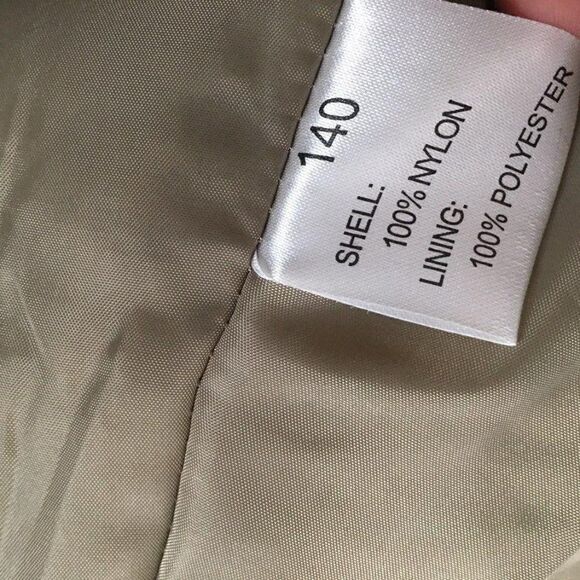 140
SHELL:
100% NYLON
LINING:
100% POLYESTER